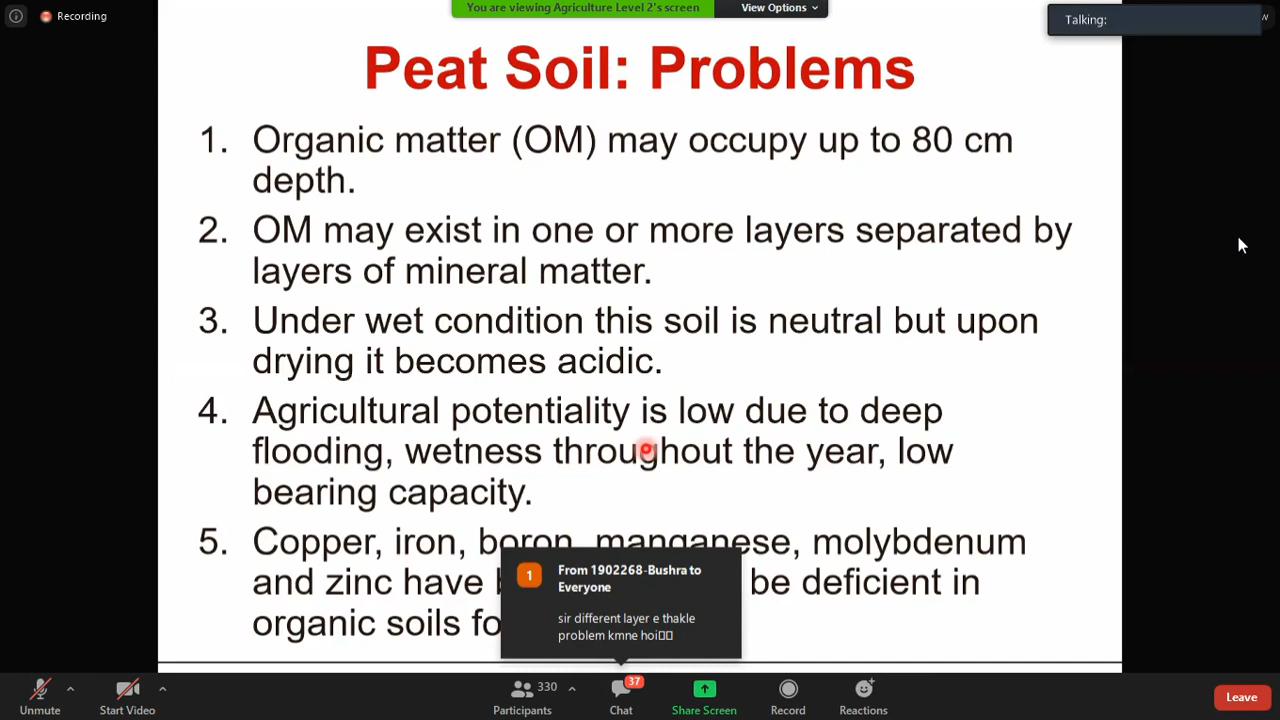 Recording
You are viewing Agriculture Level 2's screen
View Options
Talking:
Peat Soil: Problems
1. Organic matter (OM) may occupy up to 80 cm
depth.
2. OM may exist in one or more layers separated by
layers of mineral matter.
3. Under wet condition this soil is neutral but upon
drying it becomes acidic.
4. Agricultural potentiality is low due to deep
flooding, wetness throughout the year, low
bearing capacity.
5. Copper, iron, boron, manganese, molybdenum
and zinc have be deficient in
organic soils
1
From 1902268-Bushra to
Everyone
sir different layer e thakle
problem kmne hoi
Unmute
Start Video
330
Participants
37
Chat
Share Screen
Record
Reactions
Leave